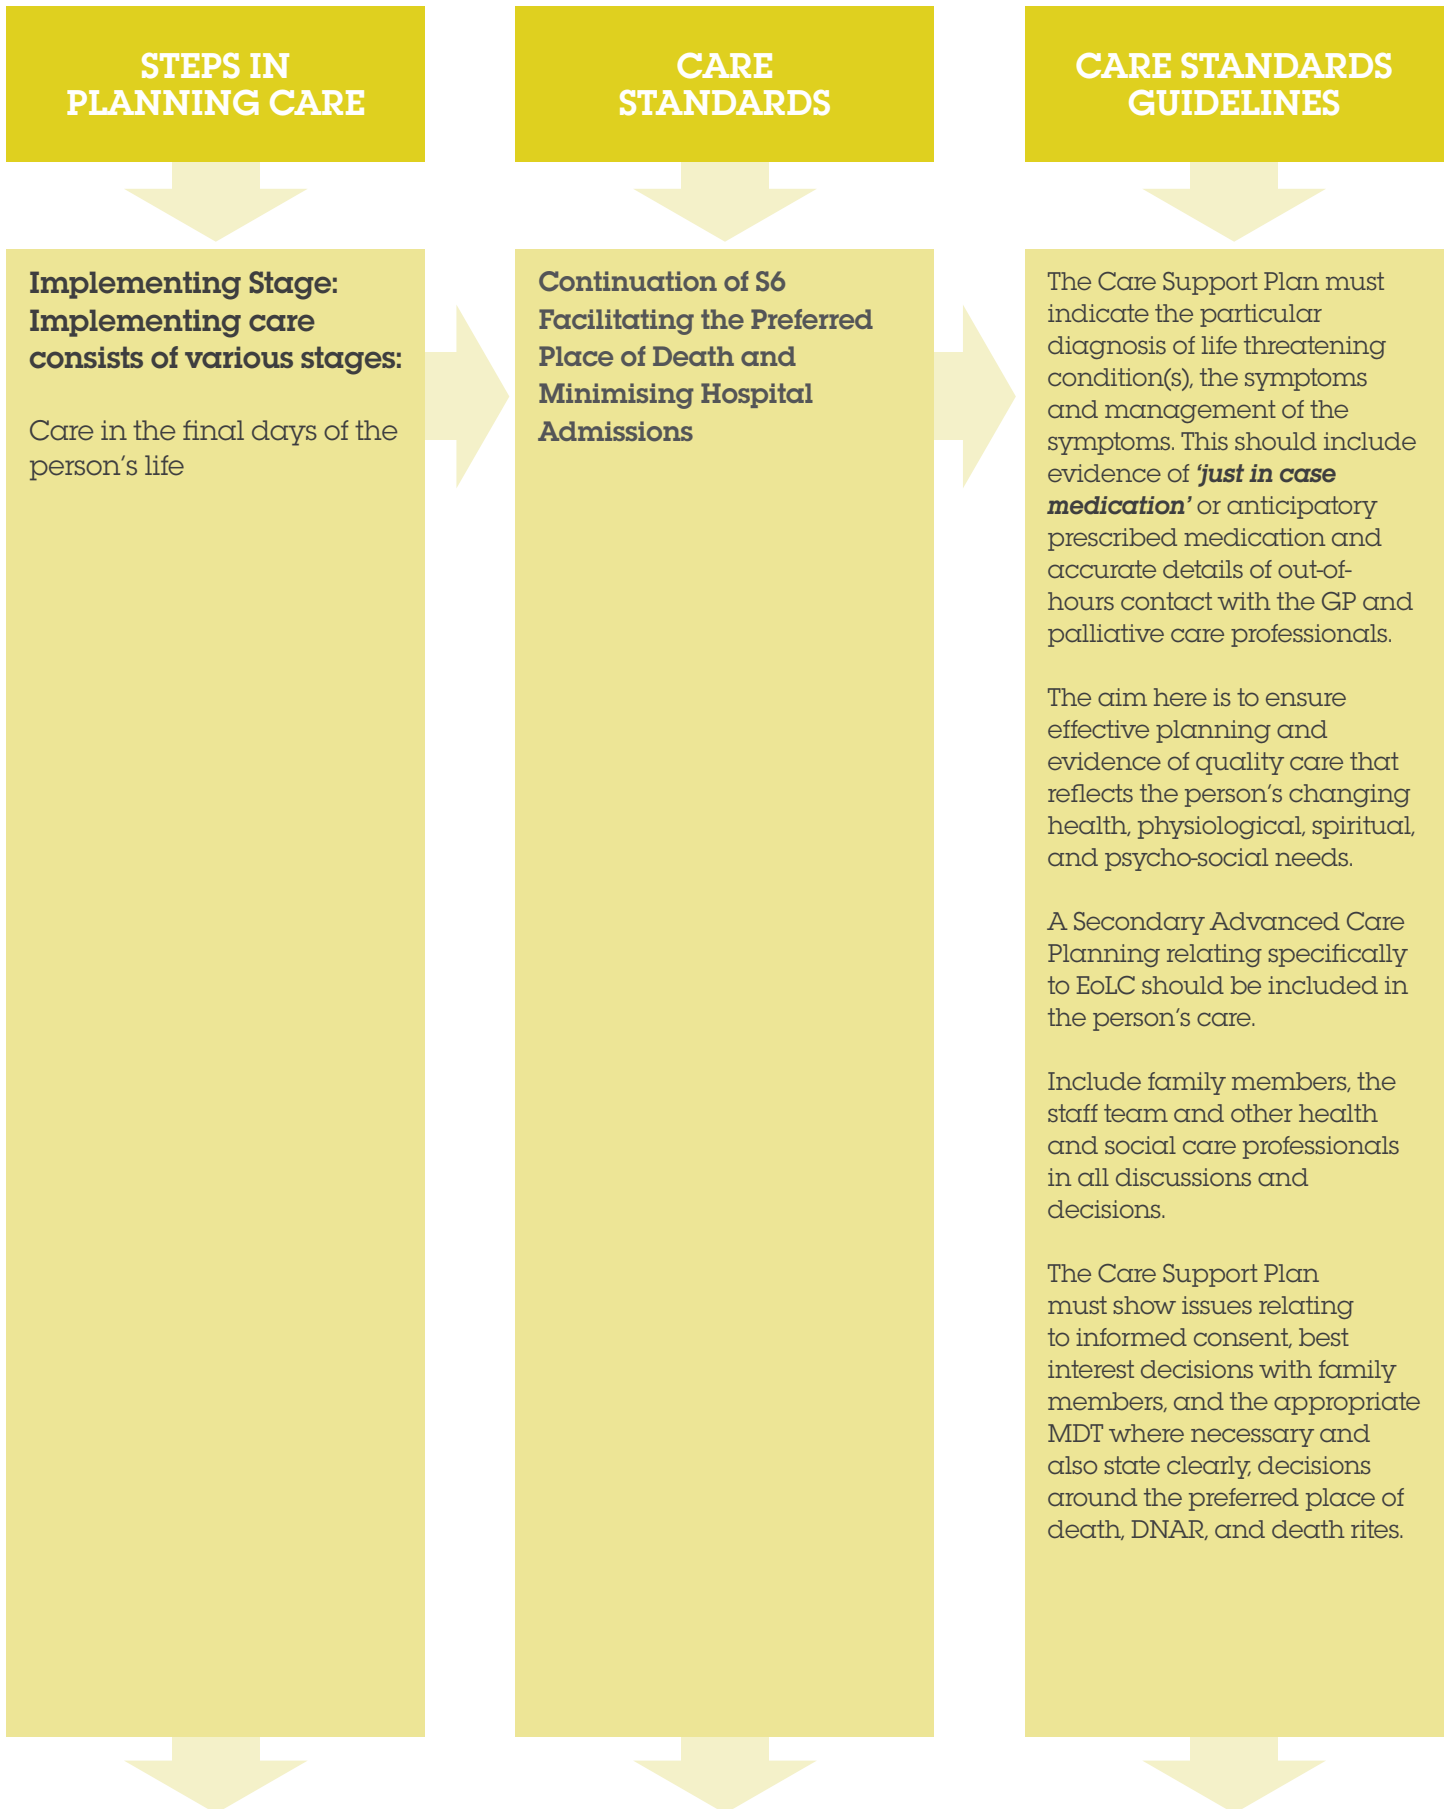 STEPS IN
PLANNING CARE
CARE
STANDARDS
CARE STANDARDS
GUIDELINES
Implementing Stage:
Implementing care
consists of various stages:
Care in the final days of the
person's life
Continuation of S6
Facilitating the Preferred
Place of Death and
Minimising Hospital
Admissions
The Care Support Plan must
indicate the particular
diagnosis of life threatening
condition(s), the symptoms
and management of the
symptoms. This should include
evidence of ‘just in case
medication’ or anticipatory
prescribed medication and
accurate details of out-of-
hours contact with the GP and
palliative care professionals.
The aim here is to ensure
effective planning and
evidence of quality care that
reflects the person's changing
health, physiological, spiritual,
and psycho-social needs.
A Secondary Advanced Care
Planning relating specifically
to EoLC should be included in
the person's care.
Include family members, the
staff team and other health
and social care professionals
in all discussions and
decisions.
The Care Support Plan
must show issues relating
to informed consent, best
interest decisions with family
members, and the appropriate
MDT where necessary and
also state clearly, decisions
around the preferred place of
death, DNAR, and death rites.